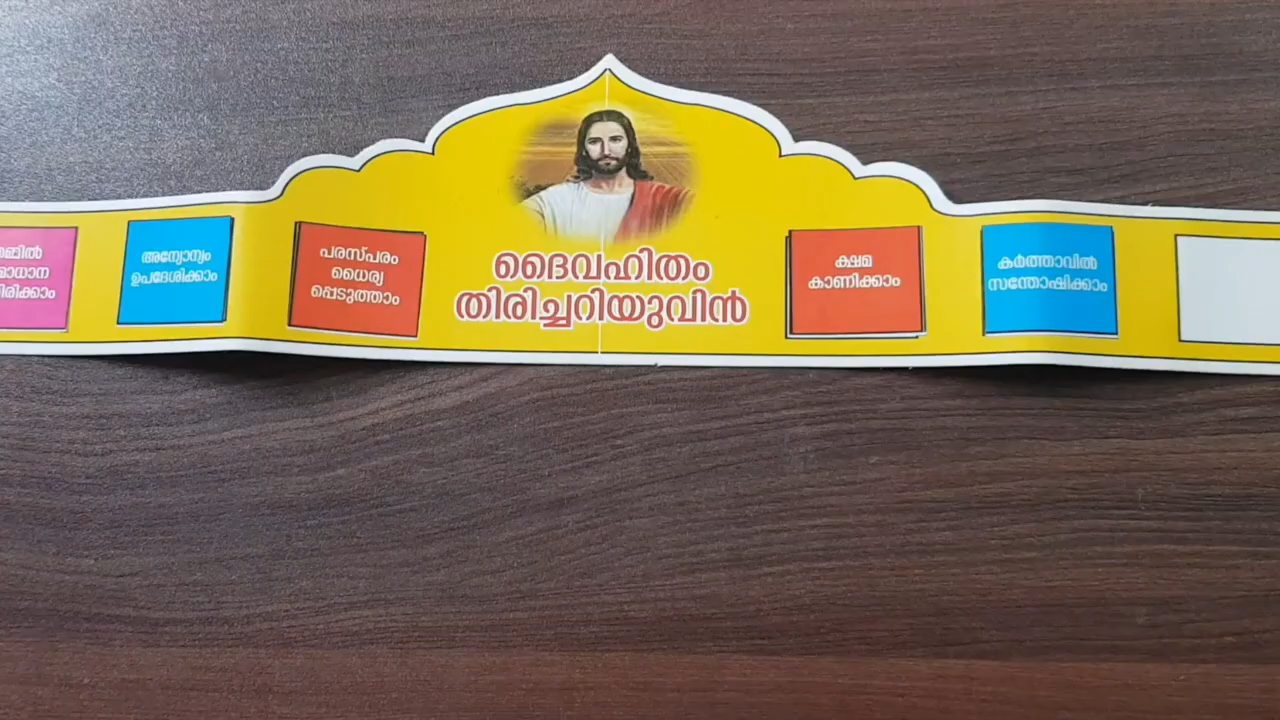 അന്വോന്വം
ഉപദേശിക്കാം
പരസ്പരം
ധൈര്യ
പ്പെടുത്താം
ദൈവഹിതം
തിരിച്ചറിയുവിൻ
ക്ഷമ
കാണിക്കാം
കർത്താവിൽ
സന്തോഷിക്കാം